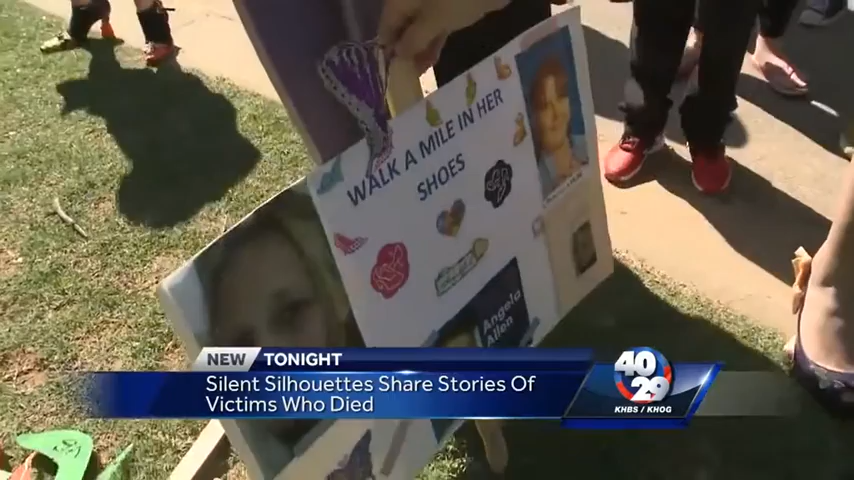 WALK A MILE IN HER
SHOES
Angela
Allen
NEW TONIGHT
Silent Silhouettes Share Stories Of
Victims Who Died
40
29
KHBS / KHOG